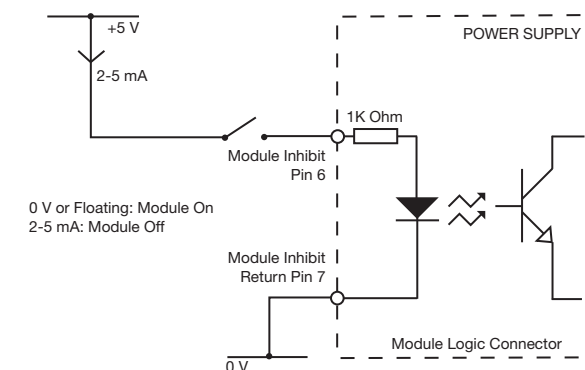 +5 V
POWER SUPPLY
2-5 mA
1K Ohm
Module Inhibit
Pin 6
0 V or Floating: Module On
2-5 mA: Module Off
Module Inhibit
Return Pin 7
Module Logic Connector
0 V